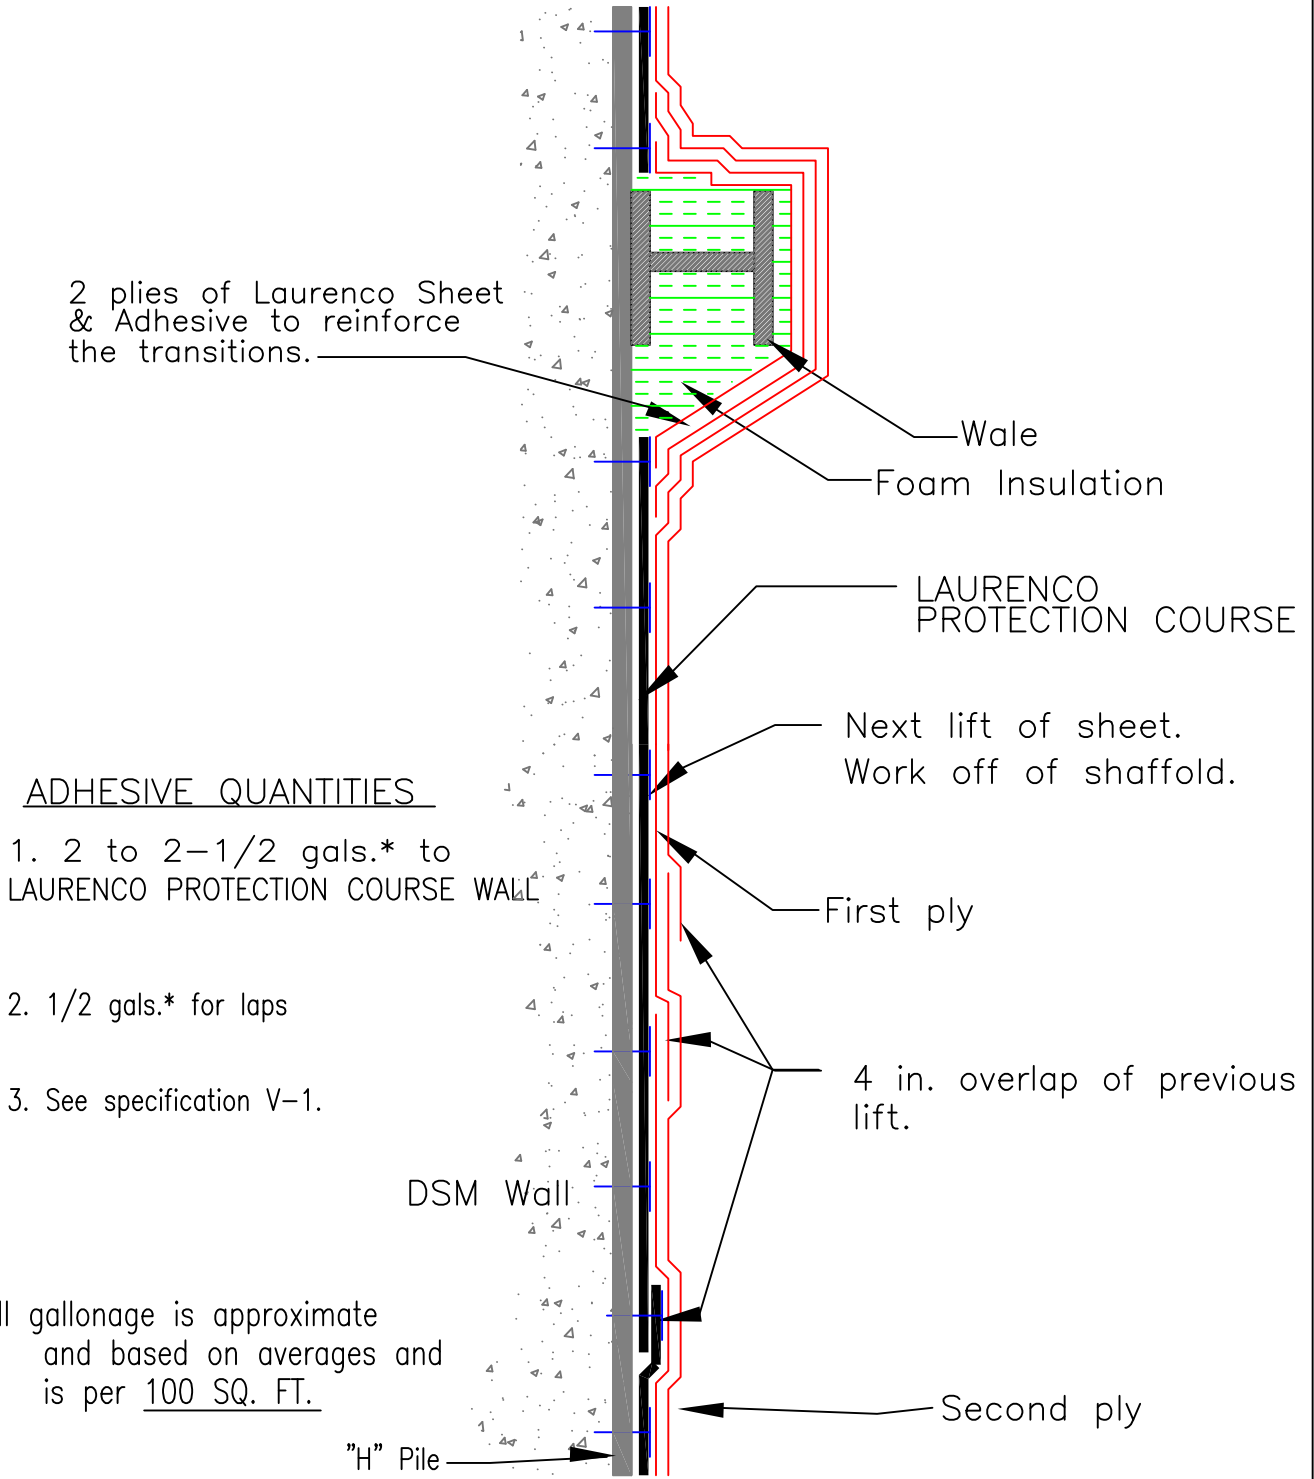 2 plies of Laurenco Sheet
& Adhesive to reinforce
the transitions.
Wale
Foam Insulation
LAURENCO
PROTECTION COURSE
Next lift of sheet.
Work off of shaffold.
ADHESIVE QUANTITIES
1. 2 to 2-1/2 gals.* to
LAURENCO PROTECTION COURSE WALL
First ply
2. 1/2 gals.* for laps
4 in. overlap of previous
lift.
3. See specification V-1.
DSM Wall
gallonage is approximate
and based on averages and
is per 100 SQ. FT.
Second ply
"H" Pile